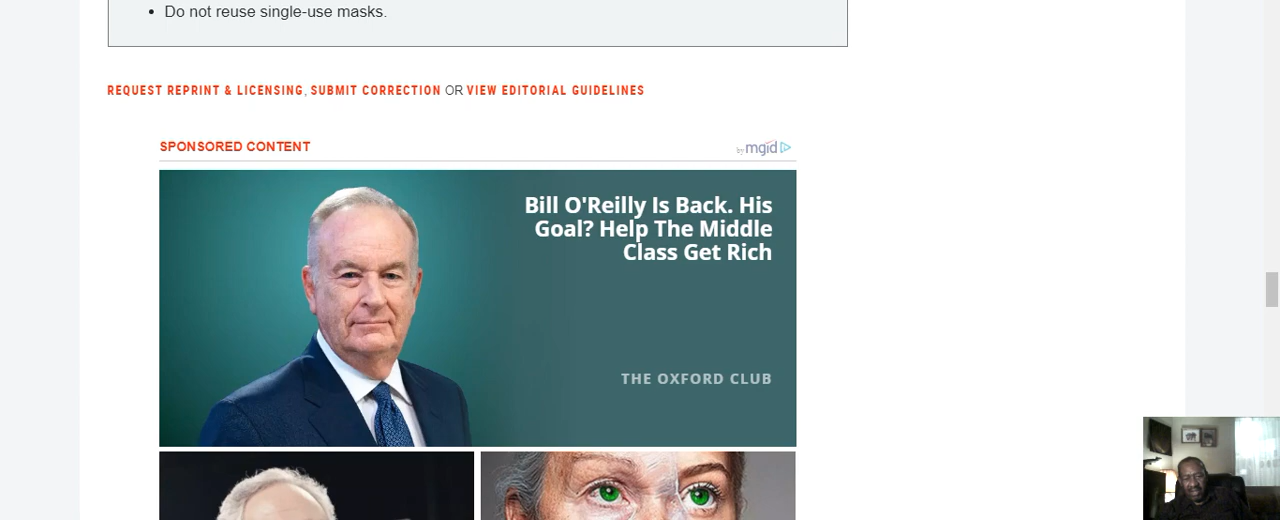 • Do not reuse single-use masks.
REQUEST REPRINT & LICENSING, SUBMIT CORRECTION OR VIEW EDITORIAL GUIDELINES
SPONSORED CONTENT
by mgid
Bill O'Reilly Is Back. His
Goal? Help The Middle
Class Get Rich
THE OXFORD CLUB